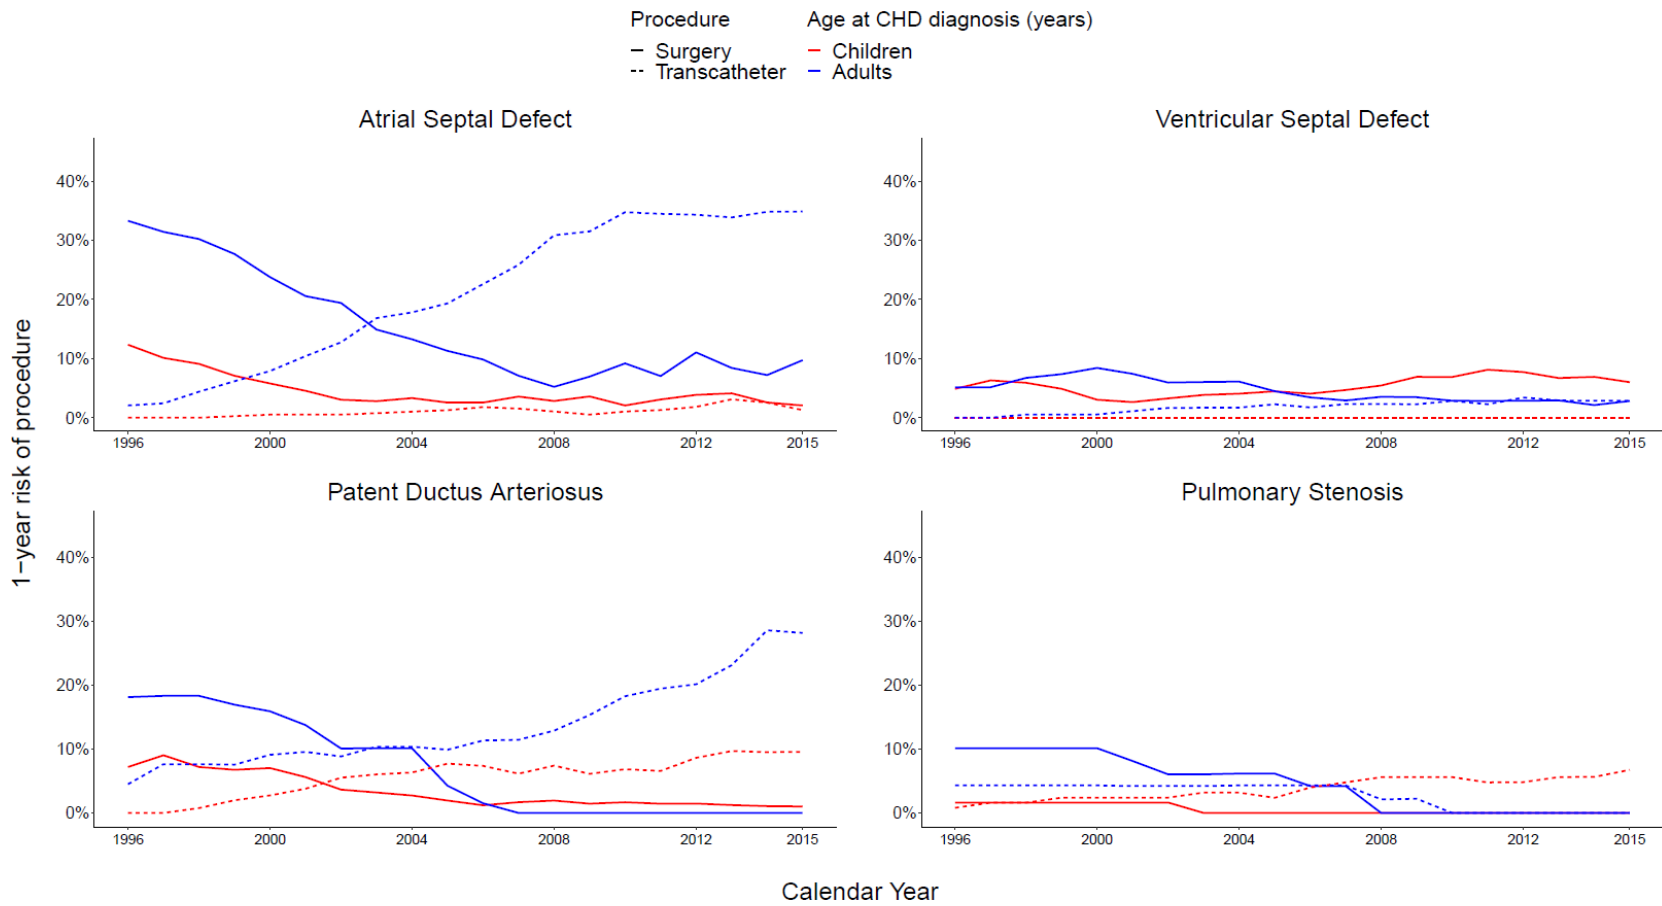 Procedure
Surgery
Transcatheter
Age at CHD diagnosis (years)
Children
Adults
Atrial Septal Defect
40%
30%
20%
10%
0%
1996 2000 2004 2008 2012 2015
Ventricular Septal Defect
40%
30%
20%
10%
0%
1996 2000 2004 2008 2012 2015
1−year risk of procedure
Patent Ductus Arteriosus
40%
30%
20%
10%
0%
1996 2000 2004 2008 2012 2015
Pulmonary Stenosis
40%
30%
20%
10%
0%
1996 2000 2004 2008 2012 2015
Calendar Year